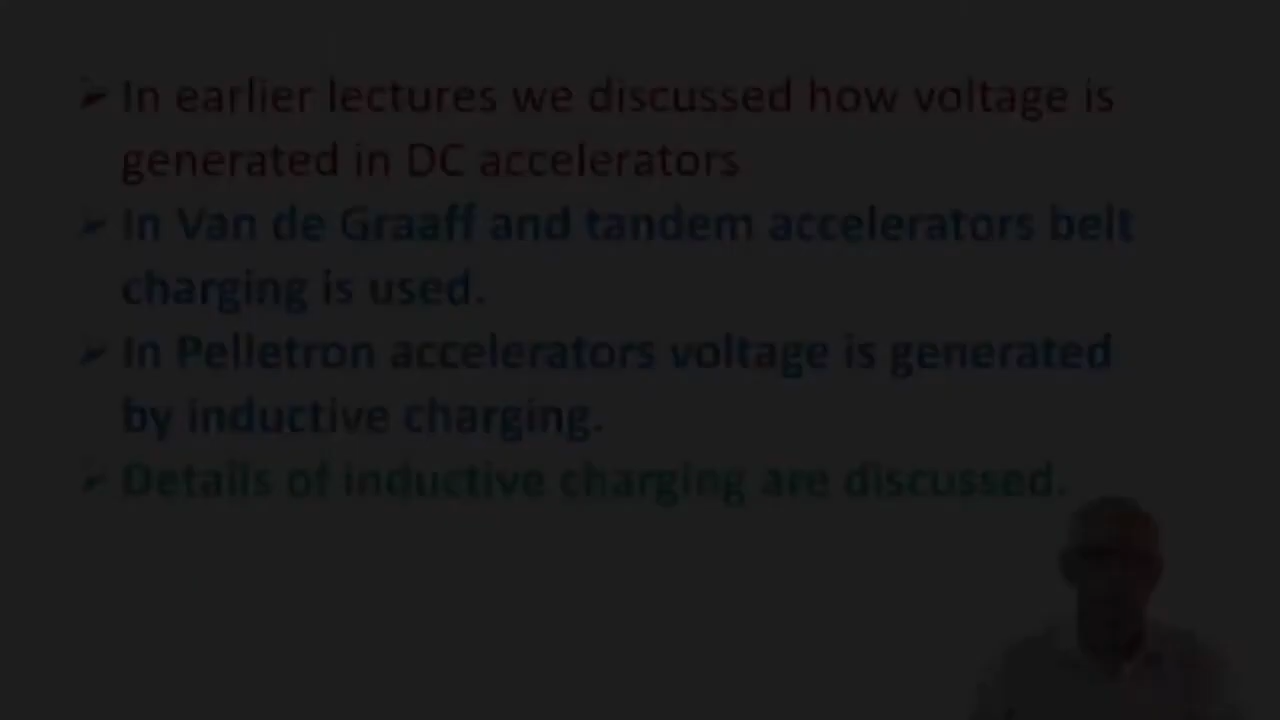 ➢ In earlier lectures we discussed how voltage is
generated in DC accelerators
➢ In Van de Graaff and tandem accelerators belt
charging is used.
➢ In Pelletron accelerators voltage is generated
by inductive charging.
➢ Details of inductive charging are discussed.